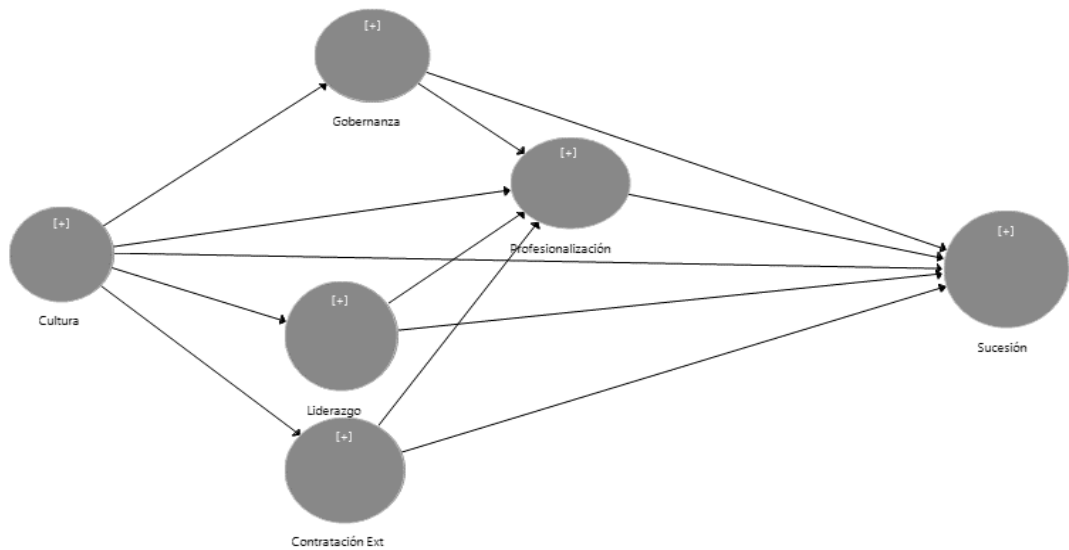 [+]
Gobernanza
[+]
Profesionalización
[+]
Cultura
[+]
Sucesión
[+]
Liderazgo
[+]
Contratación Ext